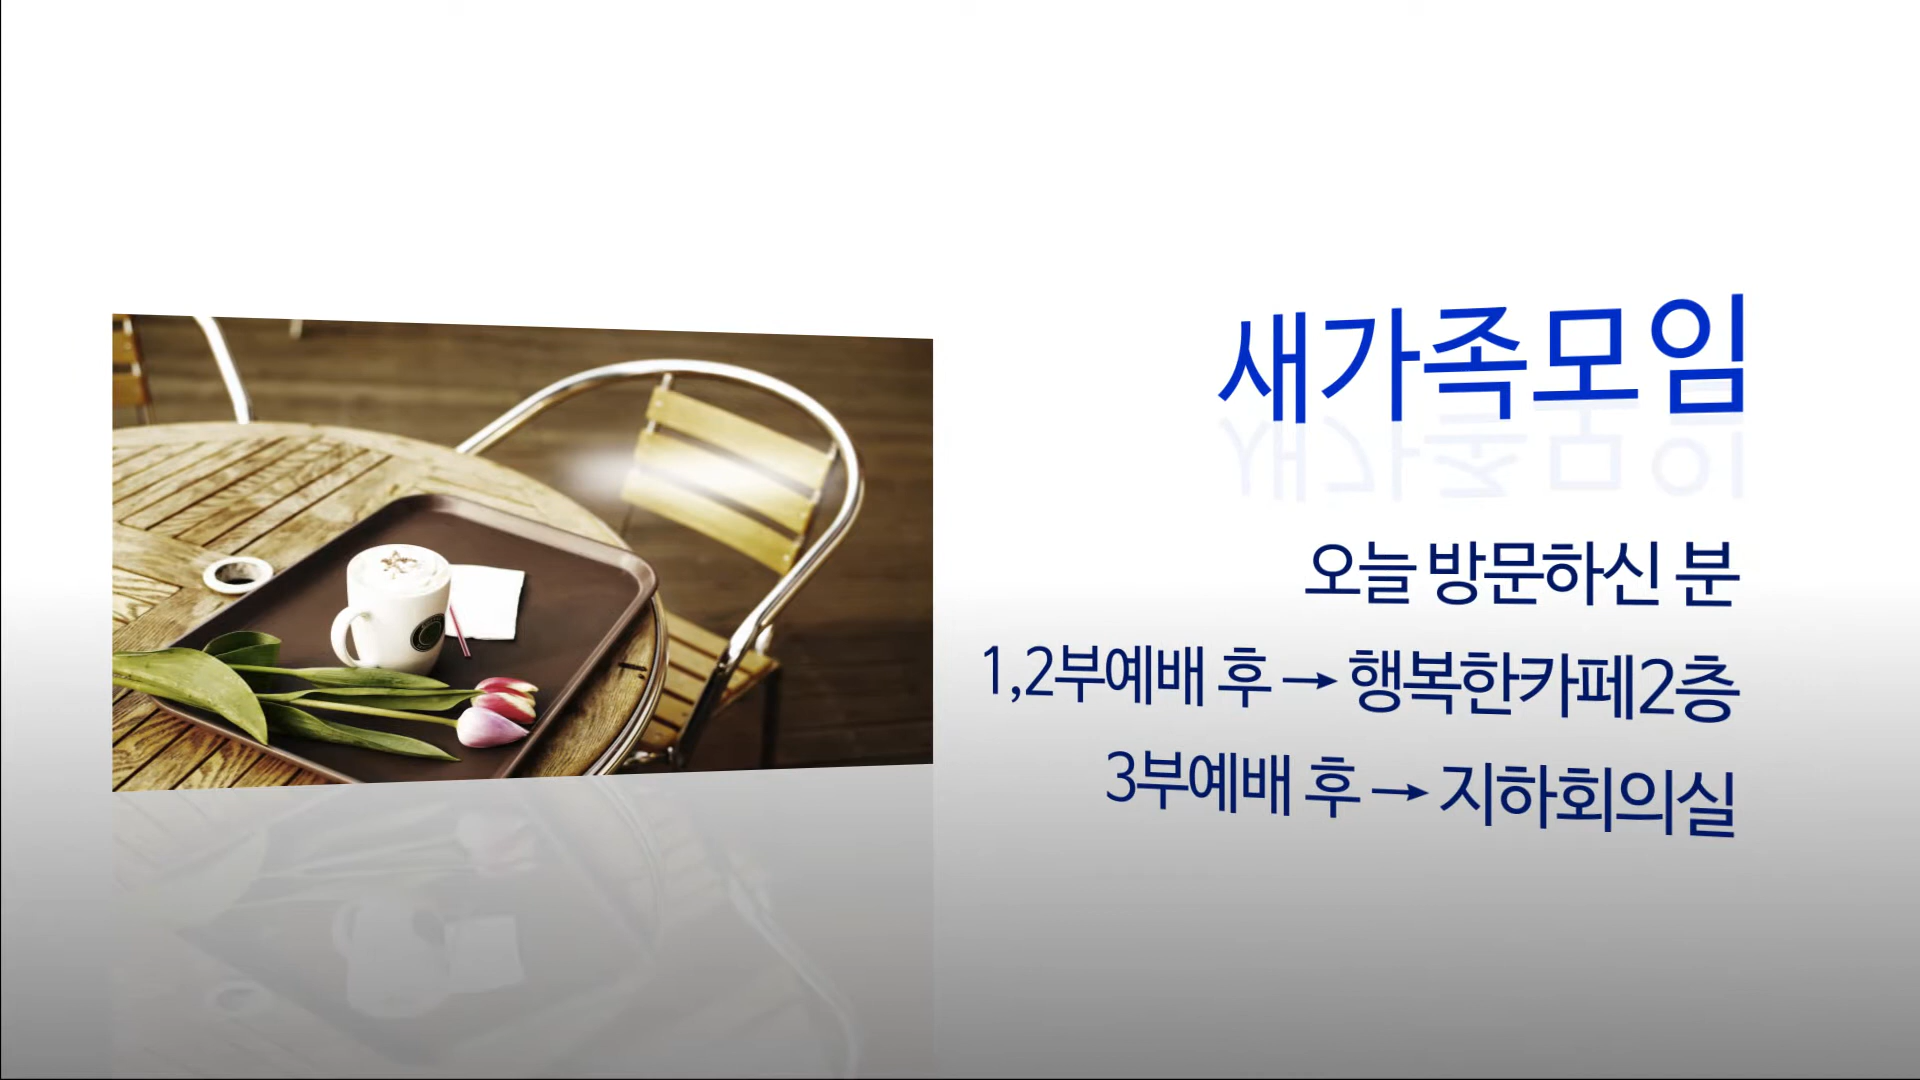 새가족모임
오늘 방문하신 분
1,2부예배 후 → 행복한카페2층
3부예배 후 → 지하회의실